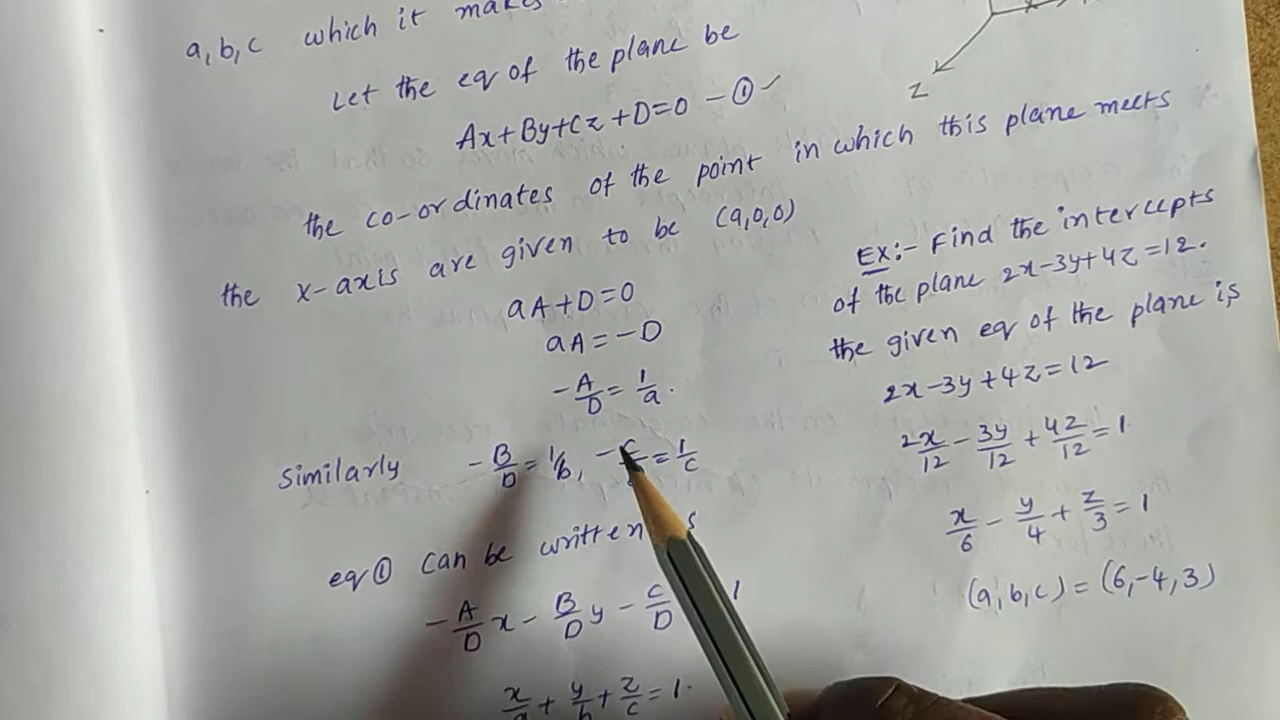 a, b, c which it makes
Let the eq of the plane be
Ax+By+Cz+D=0 -①
the co-ordinates of the point in which this plane meets
the x-axis are given to be (a,0,0)
aA+D=0
aA=-D
-A/D=1/a.
Similarly -B/D=1/b, -C =1/c
eq① can be written
-A/D x - B/D y - C/D 1
x/a + y/b + z/c = 1.
Z
Ex:- Find the intercepts
of the plane 2x-3y+4z=12.
the given eq of the plane is
2x-3y+4z=12
2x/12 - 3y/12 + 4z/12 = 1
x/6 - y/4 + z/3 = 1
(a,b,c) = (6,-4,3)